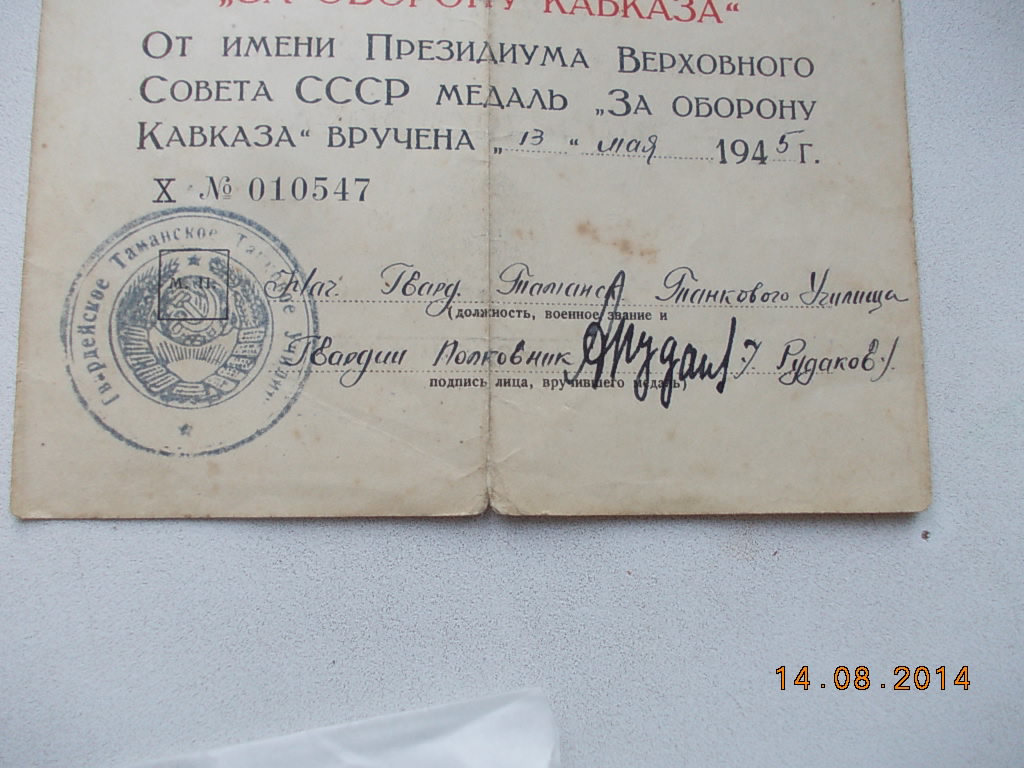 „ЗА ОБОРОНУ КАВКАЗА“
От имени Президиума Верховного
Совета СССР медаль „За оборону
Кавказа“ вручена „13“ мая 1945 г.
X № 010547
Гвардейское Таманское Танковое Училище
М. П.
Нач. Гвард. Таманск. Танкового Училища
(должность, военное звание и
Гвардии Полковник /Рудаков/
подпись лица, вручившего медаль)
14.08.2014